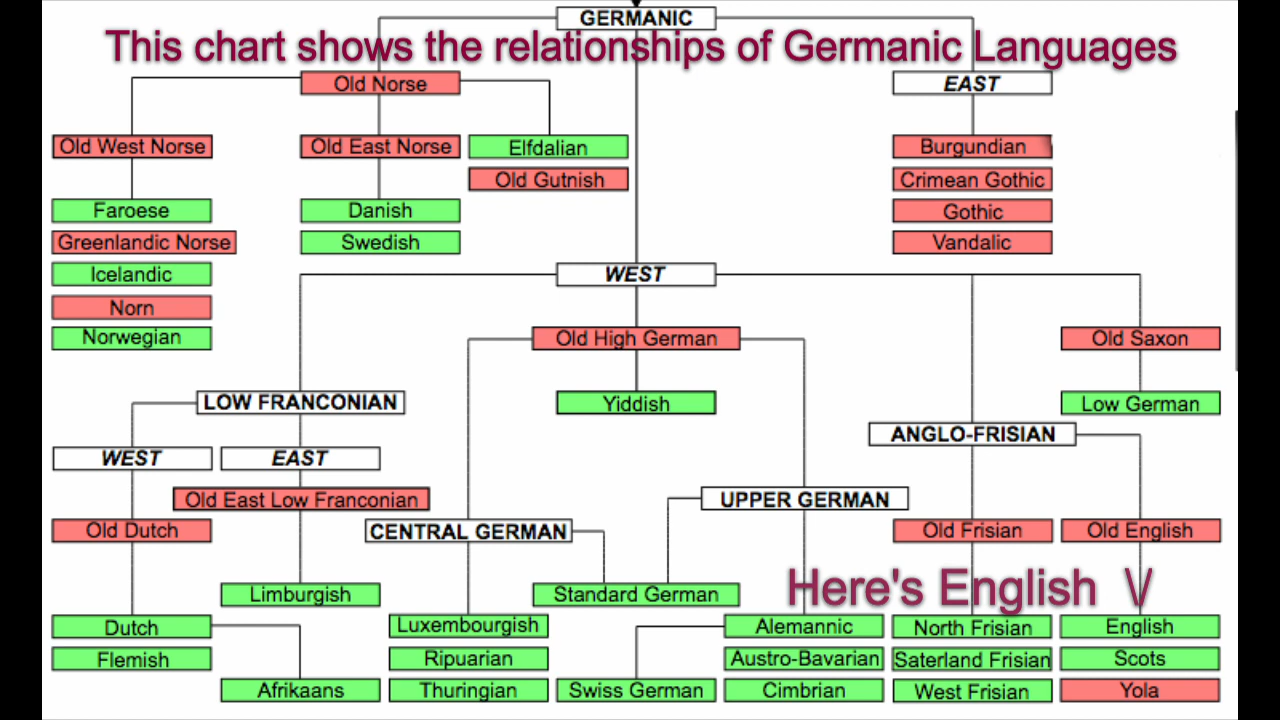 GERMANIC
This chart shows the relationships of Germanic Languages
Old Norse
EAST
Old West Norse
Old East Norse
Elfdalian
Burgundian
Old Gutnish
Crimean Gothic
Faroese
Danish
Gothic
Greenlandic Norse
Swedish
Vandalic
Icelandic
WEST
Norn
Norwegian
Old High German
Old Saxon
LOW FRANCONIAN
Yiddish
Low German
ANGLO-FRISIAN
WEST
EAST
Old East Low Franconian
UPPER GERMAN
Old Dutch
CENTRAL GERMAN
Old Frisian
Old English
Limburgish
Standard German
Here's English \/
Dutch
Luxembourgish
Alemannic
North Frisian
English
Flemish
Ripuarian
Austro-Bavarian
Saterland Frisian
Scots
Afrikaans
Thuringian
Swiss German
Cimbrian
West Frisian
Yola